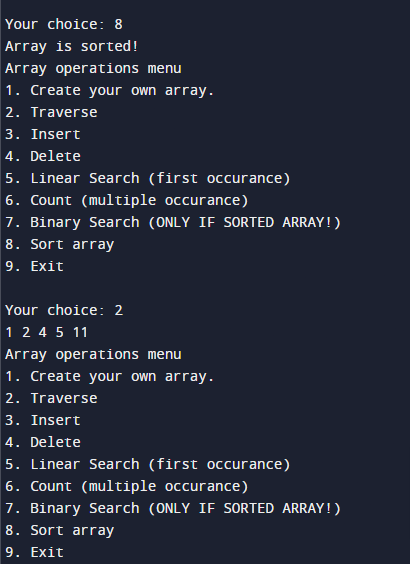 Your choice: 8
Array is sorted!
Array operations menu
1. Create your own array.
2. Traverse
3. Insert
4. Delete
5. Linear Search (first occurance)
6. Count (multiple occurance)
7. Binary Search (ONLY IF SORTED ARRAY!)
8. Sort array
9. Exit

Your choice: 2
1 2 4 5 11
Array operations menu
1. Create your own array.
2. Traverse
3. Insert
4. Delete
5. Linear Search (first occurance)
6. Count (multiple occurance)
7. Binary Search (ONLY IF SORTED ARRAY!)
8. Sort array
9. Exit